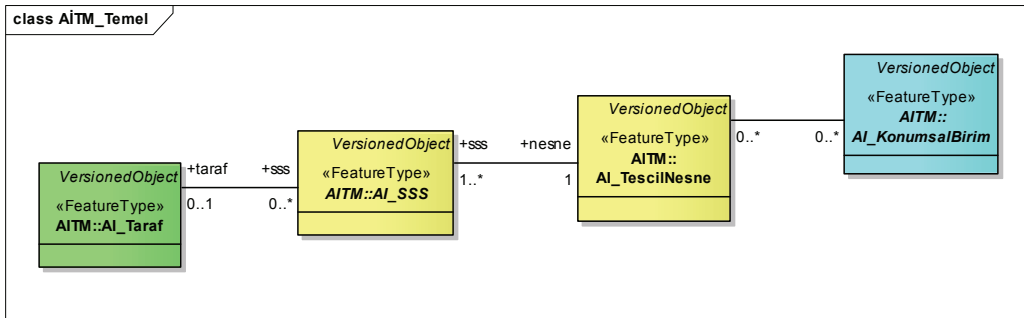 class AİTM_Temel
VersionedObject
«FeatureType»
AITM::AI_Taraf
+taraf
0..1
+sss
0..*
VersionedObject
«FeatureType»
AITM::AI_SSS
+sss
1..*
+nesne
1
VersionedObject
«FeatureType»
AITM::
AI_TescilNesne
0..*
0..*
VersionedObject
«FeatureType»
AITM::
AI_KonumsalBirim